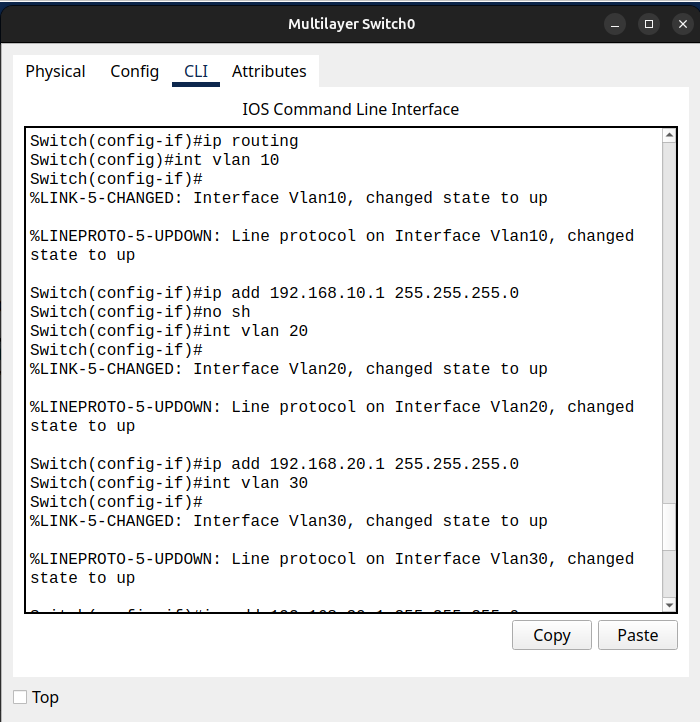 Multilayer Switch0
Physical Config CLI Attributes
IOS Command Line Interface
Switch(config-if)#ip routing
Switch(config)#int vlan 10
Switch(config-if)#
%LINK-5-CHANGED: Interface Vlan10, changed state to up
%LINEPROTO-5-UPDOWN: Line protocol on Interface Vlan10, changed
state to up
Switch(config-if)#ip add 192.168.10.1 255.255.255.0
Switch(config-if)#no sh
Switch(config-if)#int vlan 20
Switch(config-if)#
%LINK-5-CHANGED: Interface Vlan20, changed state to up
%LINEPROTO-5-UPDOWN: Line protocol on Interface Vlan20, changed
state to up
Switch(config-if)#ip add 192.168.20.1 255.255.255.0
Switch(config-if)#int vlan 30
Switch(config-if)#
%LINK-5-CHANGED: Interface Vlan30, changed state to up
%LINEPROTO-5-UPDOWN: Line protocol on Interface Vlan30, changed
state to up
Copy Paste
Top